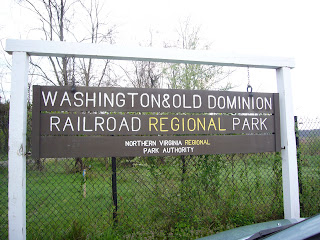 WASHINGTON&OLD DOMINION
RAILROAD REGIONAL PARK
NORTHERN VIRGINIA REGIONAL
PARK AUTHORITY